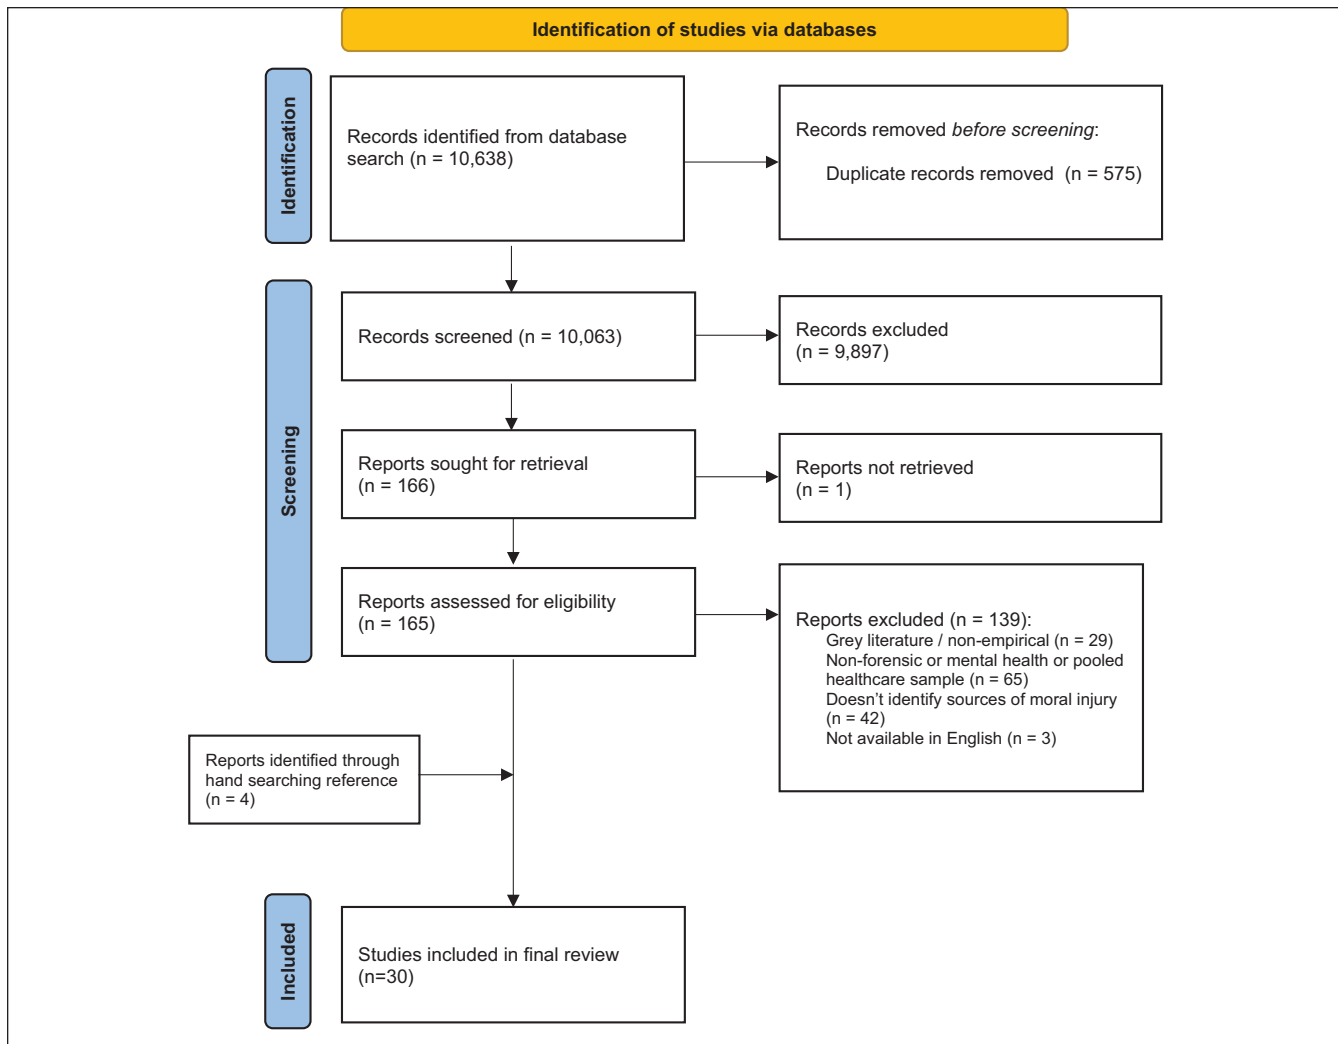 Identification of studies via databases
Identification
Records identified from database
search (n = 10,638)
Records removed before screening:
Duplicate records removed (n = 575)
Screening
Records screened (n = 10,063)
Records excluded
(n = 9,897)
Reports sought for retrieval
(n = 166)
Reports not retrieved
(n = 1)
Reports assessed for eligibility
(n = 165)
Reports excluded (n = 139):
Grey literature / non-empirical (n = 29)
Non-forensic or mental health or pooled
healthcare sample (n = 65)
Doesn't identify sources of moral injury
(n = 42)
Not available in English (n = 3)
Reports identified through
hand searching reference
(n = 4)
Included
Studies included in final review
(n=30)